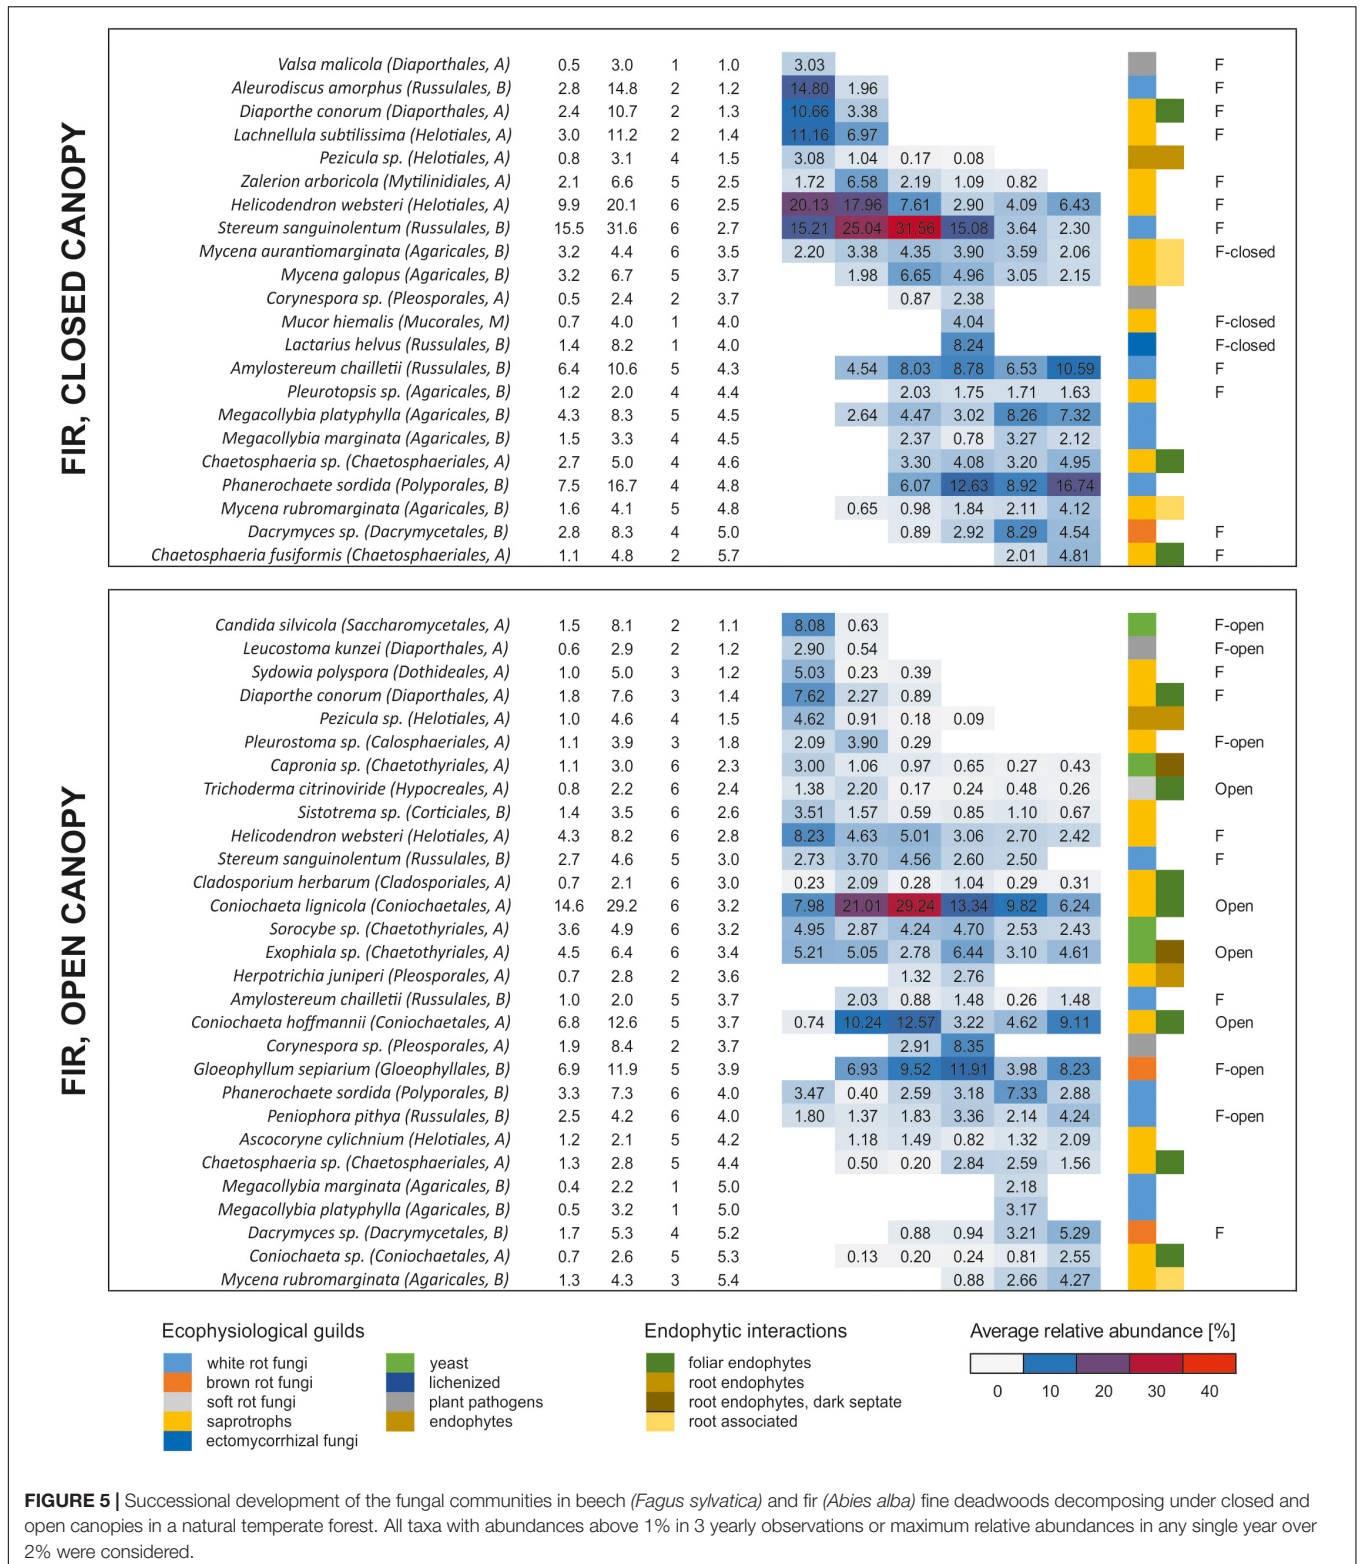 FIR, CLOSED CANOPY
Valsa malicola (Diaporthales, A) 0.5 3.0 1 1.0 3.03 F
Aleurodiscus amorphus (Russulales, B) 2.8 14.8 2 1.2 14.80 1.96 F
Diaporthe conorum (Diaporthales, A) 2.4 10.7 2 1.3 10.66 3.38 F
Lachnellula subtilissima (Helotiales, A) 3.0 11.2 2 1.4 11.16 6.97 F
Pezicula sp. (Helotiales, A) 0.8 3.1 4 1.5 3.08 1.04 0.17 0.08
Zalerion arboricola (Mytilinidiales, A) 2.1 6.6 5 2.5 1.72 6.58 2.19 1.09 0.82 F
Helicodendron websteri (Helotiales, A) 9.9 20.1 6 2.5 20.13 17.96 7.61 2.90 4.09 6.43 F
Stereum sanguinolentum (Russulales, B) 15.5 31.6 6 2.7 15.21 25.04 31.56 15.08 3.64 2.30 F
Mycena aurantiomarginata (Agaricales, B) 3.2 4.4 6 3.5 2.20 3.38 4.35 3.90 3.59 2.06 F-closed
Mycena galopus (Agaricales, B) 3.2 6.7 5 3.7 1.98 6.65 4.96 3.05 2.15
Corynespora sp. (Pleosporales, A) 0.5 2.4 2 3.7 0.87 2.38
Mucor hiemalis (Mucorales, M) 0.7 4.0 1 4.0 4.04 F-closed
Lactarius helvus (Russulales, B) 1.4 8.2 1 4.0 8.24 F-closed
Amylostereum chailletii (Russulales, B) 6.4 10.6 5 4.3 4.54 8.03 8.78 6.53 10.59 F
Pleurotopsis sp. (Agaricales, B) 1.2 2.0 4 4.4 2.03 1.75 1.71 1.63 F
Megacollybia platyphylla (Agaricales, B) 4.3 8.3 5 4.5 2.64 4.47 3.02 8.26 7.32
Megacollybia marginata (Agaricales, B) 1.5 3.3 4 4.5 2.37 0.78 3.27 2.12
Chaetosphaeria sp. (Chaetosphaeriales, A) 2.7 5.0 4 4.6 3.30 4.08 3.20 4.95
Phanerochaete sordida (Polyporales, B) 7.5 16.7 4 4.8 6.07 12.63 8.92 16.74
Mycena rubromarginata (Agaricales, B) 1.6 4.1 5 4.8 0.65 0.98 1.84 2.11 4.12
Dacrymyces sp. (Dacrymycetales, B) 2.8 8.3 4 5.0 0.89 2.92 8.29 4.54 F
Chaetosphaeria fusiformis (Chaetosphaeriales, A) 1.1 4.8 2 5.7 2.01 4.81 F
FIR, OPEN CANOPY
Candida silvicola (Saccharomycetales, A) 1.5 8.1 2 1.1 8.08 0.63 F-open
Leucostoma kunzei (Diaporthales, A) 0.6 2.9 2 1.2 2.90 0.54 F-open
Sydowia polyspora (Dothideales, A) 1.0 5.0 3 1.2 5.03 0.23 0.39 F
Diaporthe conorum (Diaporthales, A) 1.8 7.6 3 1.4 7.62 2.27 0.89 F
Pezicula sp. (Helotiales, A) 1.0 4.6 4 1.5 4.62 0.91 0.18 0.09
Pleurostoma sp. (Calosphaeriales, A) 1.1 3.9 3 1.8 2.09 3.90 0.29 F-open
Capronia sp. (Chaetothyriales, A) 1.1 3.0 6 2.3 3.00 1.06 0.97 0.65 0.27 0.43
Trichoderma citrinoviride (Hypocreales, A) 0.8 2.2 6 2.4 1.38 2.20 0.17 0.24 0.48 0.26 Open
Sistotrema sp. (Corticiales, B) 1.4 3.5 6 2.6 3.51 1.57 0.59 0.85 1.10 0.67
Helicodendron websteri (Helotiales, A) 4.3 8.2 6 2.8 8.23 4.63 5.01 3.06 2.70 2.42 F
Stereum sanguinolentum (Russulales, B) 2.7 4.6 5 3.0 2.73 3.70 4.56 2.60 2.50 F
Cladosporium herbarum (Cladosporiales, A) 0.7 2.1 6 3.0 0.23 2.09 0.28 1.04 0.29 0.31
Coniochaeta lignicola (Coniochaetales, A) 14.6 29.2 6 3.2 7.98 21.01 29.24 13.34 9.82 6.24 Open
Sorocybe sp. (Chaetothyriales, A) 3.6 4.9 6 3.2 4.95 2.87 4.24 4.70 2.53 2.43
Exophiala sp. (Chaetothyriales, A) 4.5 6.4 6 3.4 5.21 5.05 2.78 6.44 3.10 4.61 Open
Herpotrichia juniperi (Pleosporales, A) 0.7 2.8 2 3.6 1.32 2.76
Amylostereum chailletii (Russulales, B) 1.0 2.0 5 3.7 2.03 0.88 1.48 0.26 1.48 F
Coniochaeta hoffmannii (Coniochaetales, A) 6.8 12.6 5 3.7 0.74 10.24 12.57 3.22 4.62 9.11 Open
Corynespora sp. (Pleosporales, A) 1.9 8.4 2 3.7 2.91 8.35
Gloeophyllum sepiarium (Gloeophyllales, B) 6.9 11.9 5 3.9 6.93 9.52 11.91 3.98 8.23 F-open
Phanerochaete sordida (Polyporales, B) 3.3 7.3 6 4.0 3.47 0.40 2.59 3.18 7.33 2.88
Peniophora pithya (Russulales, B) 2.5 4.2 6 4.0 1.80 1.37 1.83 3.36 2.14 4.24 F-open
Ascocoryne cylichnium (Helotiales, A) 1.2 2.1 5 4.2 1.18 1.49 0.82 1.32 2.09
Chaetosphaeria sp. (Chaetosphaeriales, A) 1.3 2.8 5 4.4 0.50 0.20 2.84 2.59 1.56
Megacollybia marginata (Agaricales, B) 0.4 2.2 1 5.0 2.18
Megacollybia platyphylla (Agaricales, B) 0.5 3.2 1 5.0 3.17
Dacrymyces sp. (Dacrymycetales, B) 1.7 5.3 4 5.2 0.88 0.94 3.21 5.29 F
Coniochaeta sp. (Coniochaetales, A) 0.7 2.6 5 5.3 0.13 0.20 0.24 0.81 2.55
Mycena rubromarginata (Agaricales, B) 1.3 4.3 3 5.4 0.88 2.66 4.27
Ecophysiological guilds
white rot fungi
brown rot fungi
soft rot fungi
saprotrophs
ectomycorrhizal fungi
yeast
lichenized
plant pathogens
endophytes
Endophytic interactions
foliar endophytes
root endophytes
root endophytes, dark septate
root associated
Average relative abundance [%]
0 10 20 30 40
FIGURE 5 | Successional development of the fungal communities in beech (Fagus sylvatica) and fir (Abies alba) fine deadwoods decomposing under closed and
open canopies in a natural temperate forest. All taxa with abundances above 1% in 3 yearly observations or maximum relative abundances in any single year over
2% were considered.